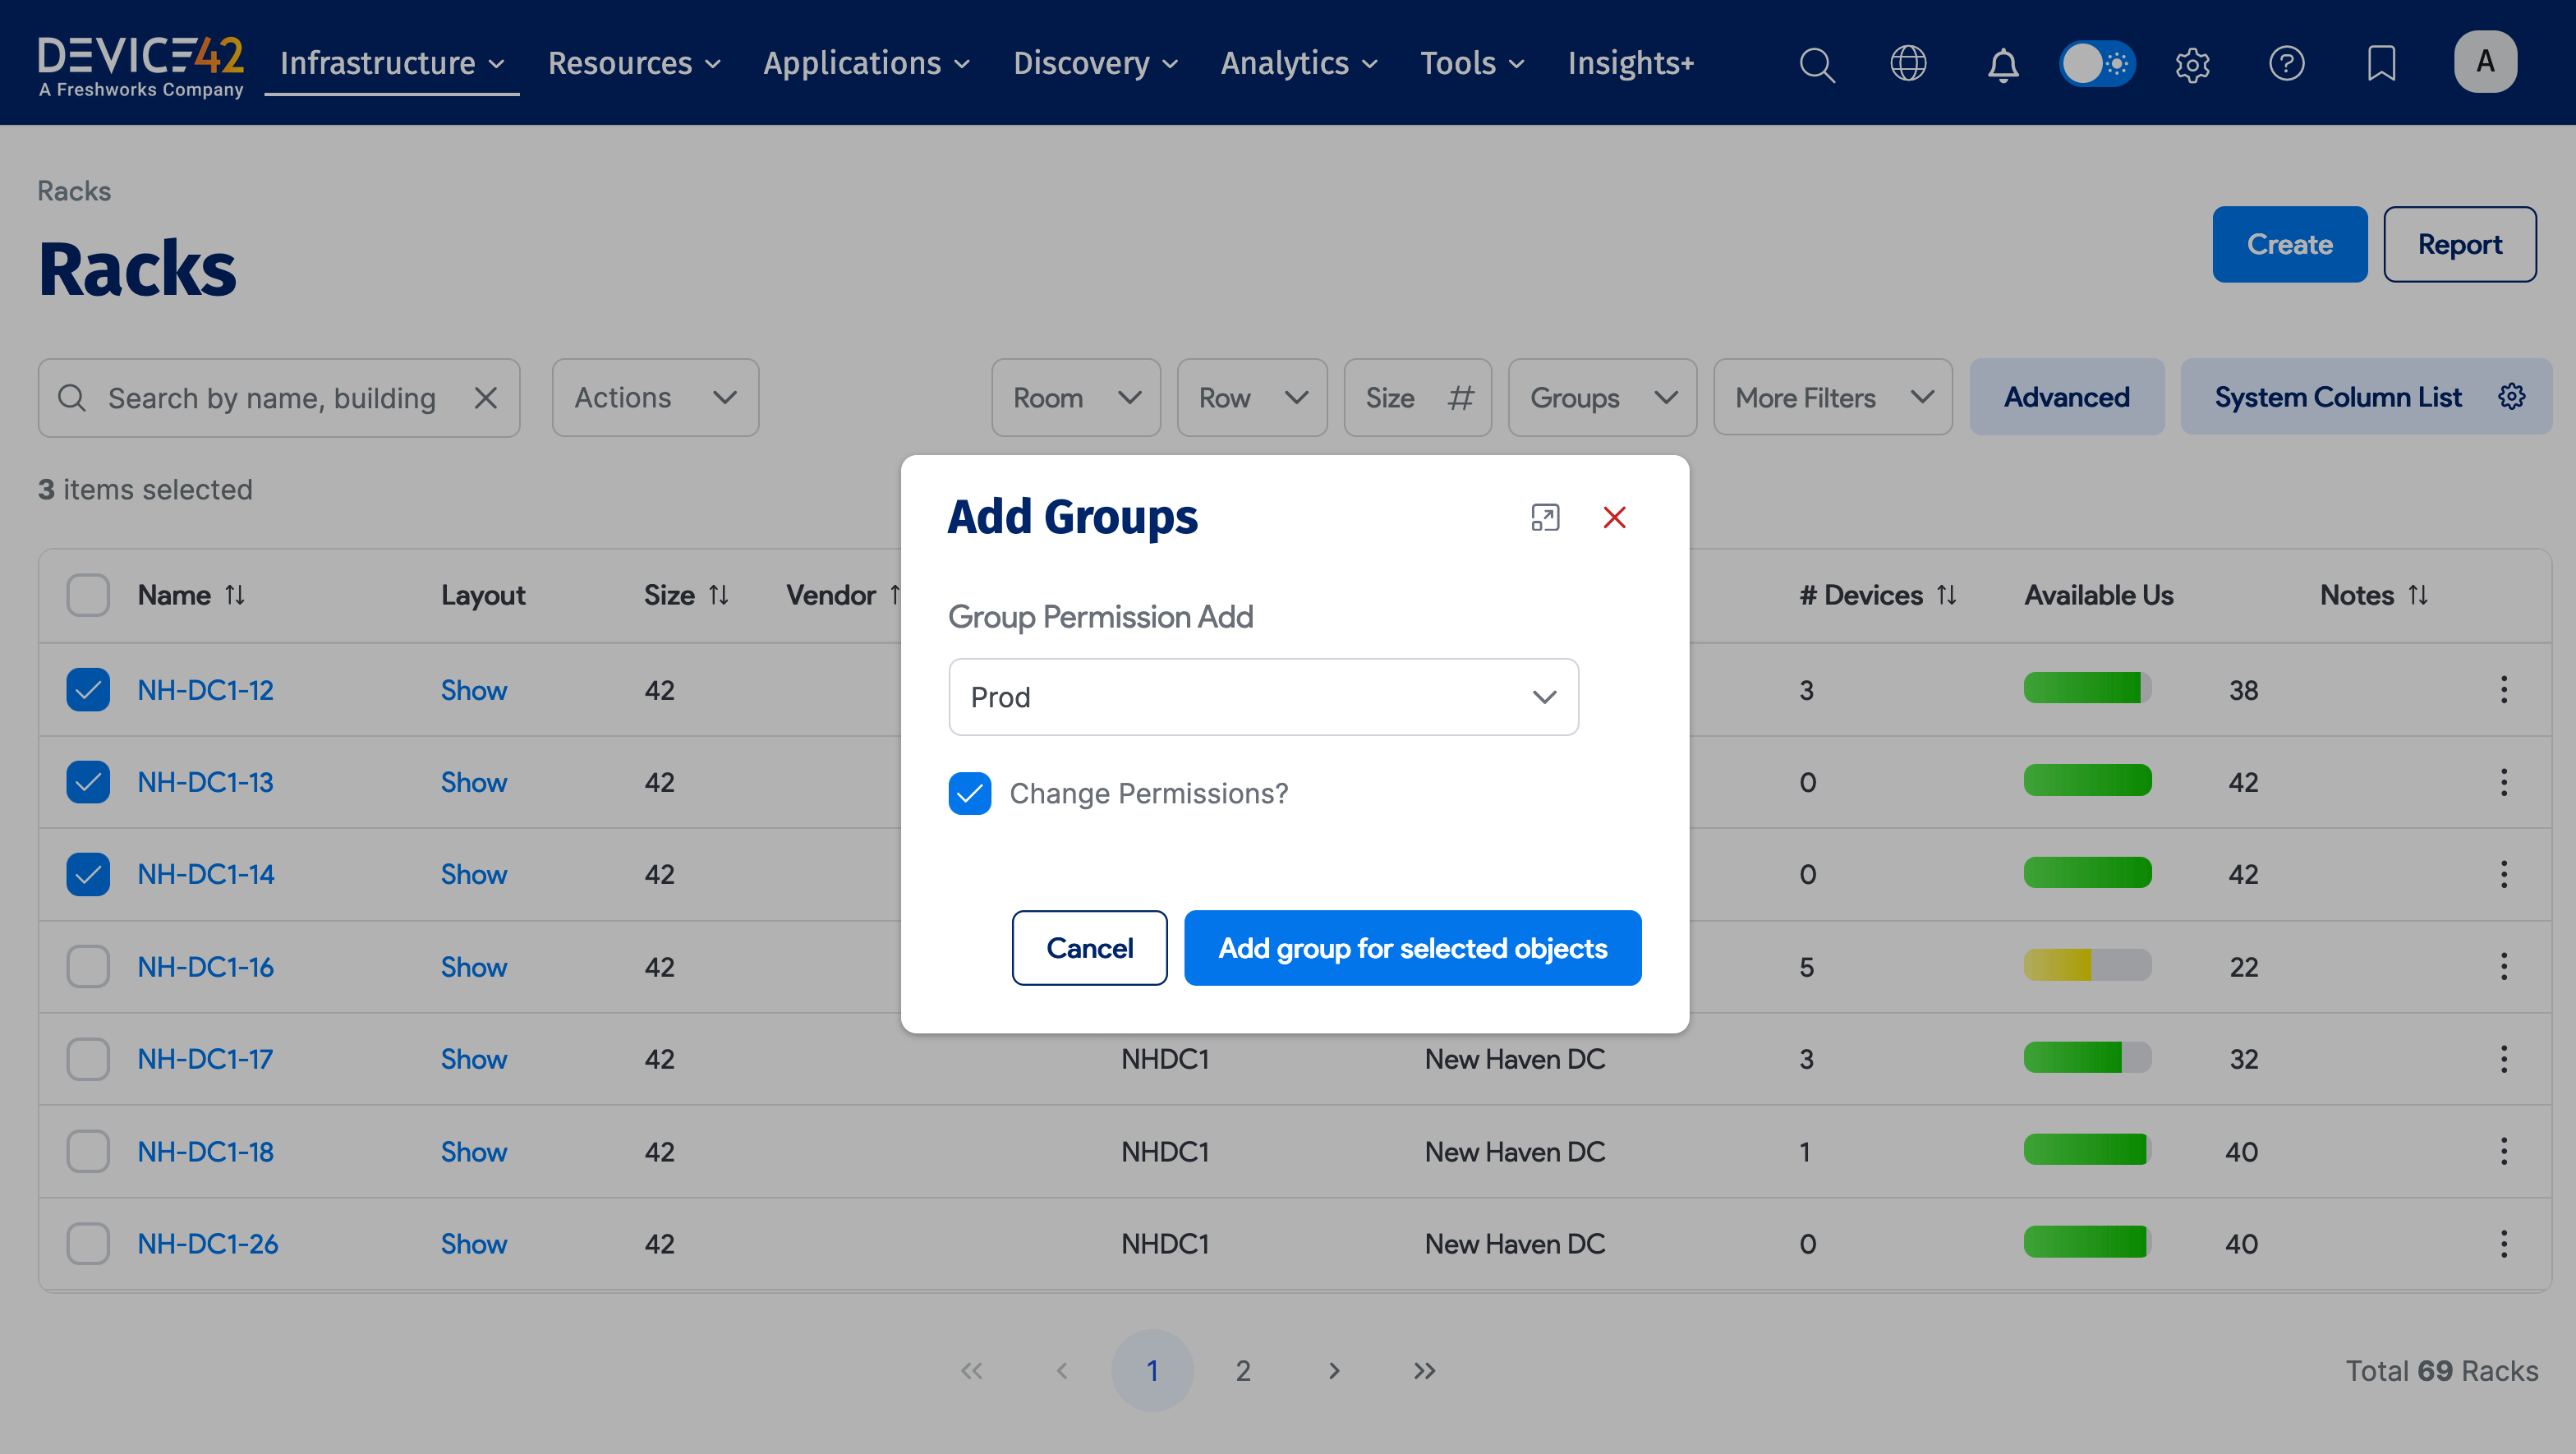 DEVICE42
A Freshworks Company
Infrastructure Resources Applications Discovery Analytics Tools Insights+
A
Racks
Racks
Create Report
Search by name, building Actions Room Row Size # Groups More Filters Advanced System Column List
3 items selected
Add Groups
Group Permission Add
Prod
Change Permissions?
Cancel Add group for selected objects
Name Layout Size Vendor # Devices Available Us Notes
NH-DC1-12 Show 42 3 38
NH-DC1-13 Show 42 0 42
NH-DC1-14 Show 42 0 42
NH-DC1-16 Show 42 5 22
NH-DC1-17 Show 42 NHDC1 New Haven DC 3 32
NH-DC1-18 Show 42 NHDC1 New Haven DC 1 40
NH-DC1-26 Show 42 NHDC1 New Haven DC 0 40
1 2
Total 69 Racks